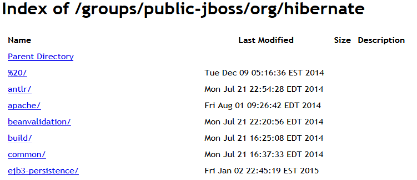 Index of /groups/public-jboss/org/hibernate
Name Last Modified Size Description
Parent Directory
%20/ Tue Dec 09 05:16:36 EST 2014
antlr/ Mon Jul 21 22:54:28 EDT 2014
apache/ Fri Aug 01 09:26:42 EDT 2014
beanvalidation/ Mon Jul 21 22:20:56 EDT 2014
build/ Mon Jul 21 16:25:08 EDT 2014
common/ Mon Jul 21 16:37:33 EDT 2014
ejb3-persistence/ Fri Jan 02 22:45:19 EST 2015